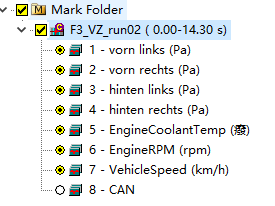 Mark Folder
F3_VZ_run02 ( 0.00-14.30 s)
1 - vorn links (Pa)
2 - vorn rechts (Pa)
3 - hinten links (Pa)
4 - hinten rechts (Pa)
5 - EngineCoolantTemp (癈)
6 - EngineRPM (rpm)
7 - VehicleSpeed (km/h)
8 - CAN